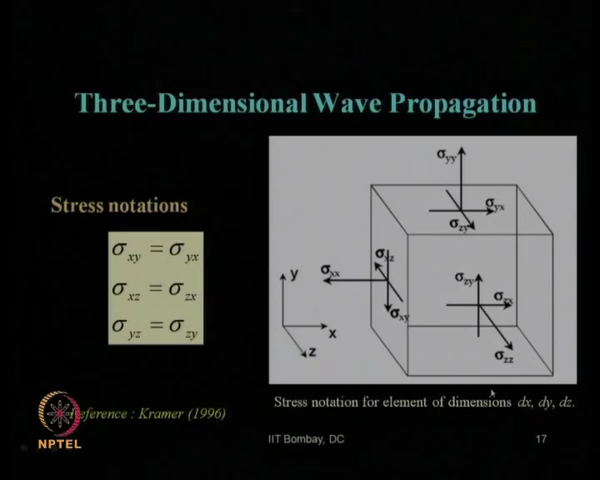 Three-Dimensional Wave Propagation
Stress notations
σxy = σyx
σxz = σzx
σyz = σzy
σyy
σyx
σzy
σxz
σxx
σxy
σzy
σzx
σzz
y
x
z
Stress notation for element of dimensions dx, dy, dz.
Reference : Kramer (1996)
NPTEL
IIT Bombay, DC
17